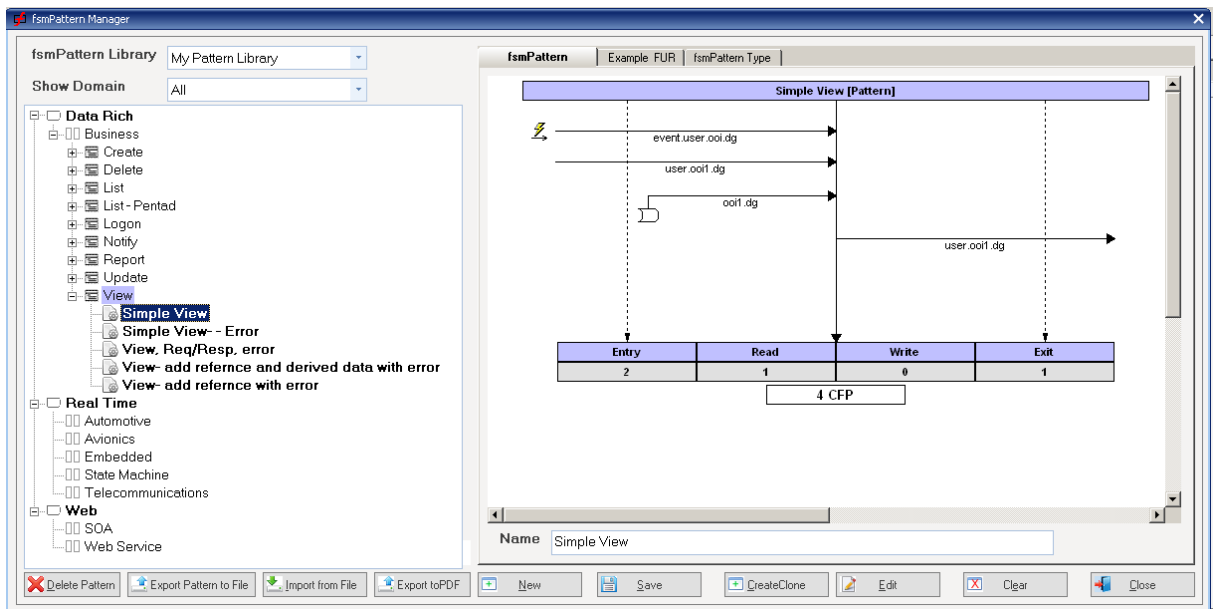 fsmPattern Manager
fsmPattern Library
My Pattern Library
Show Domain
All
Data Rich
Business
Create
Delete
List
List - Pentad
Logon
Notify
Report
Update
View
Simple View
Simple View- - Error
View, Req/Resp, error
View- add refernce and derived data with error
View- add refernce with error
Real Time
Automotive
Avionics
Embedded
State Machine
Telecommunications
Web
SOA
Web Service
fsmPattern
Example FUR
fsmPattern Type
Simple View [Pattern]
event.user.ooi.dg
user.ooi1.dg
ooi1.dg
user.ooi1.dg
Entry Read Write Exit
2 1 0 1
4 CFP
Name
Simple View
Delete Pattern
Export Pattern to File
Import from File
Export toPDF
New
Save
CreateClone
Edit
Clear
Close